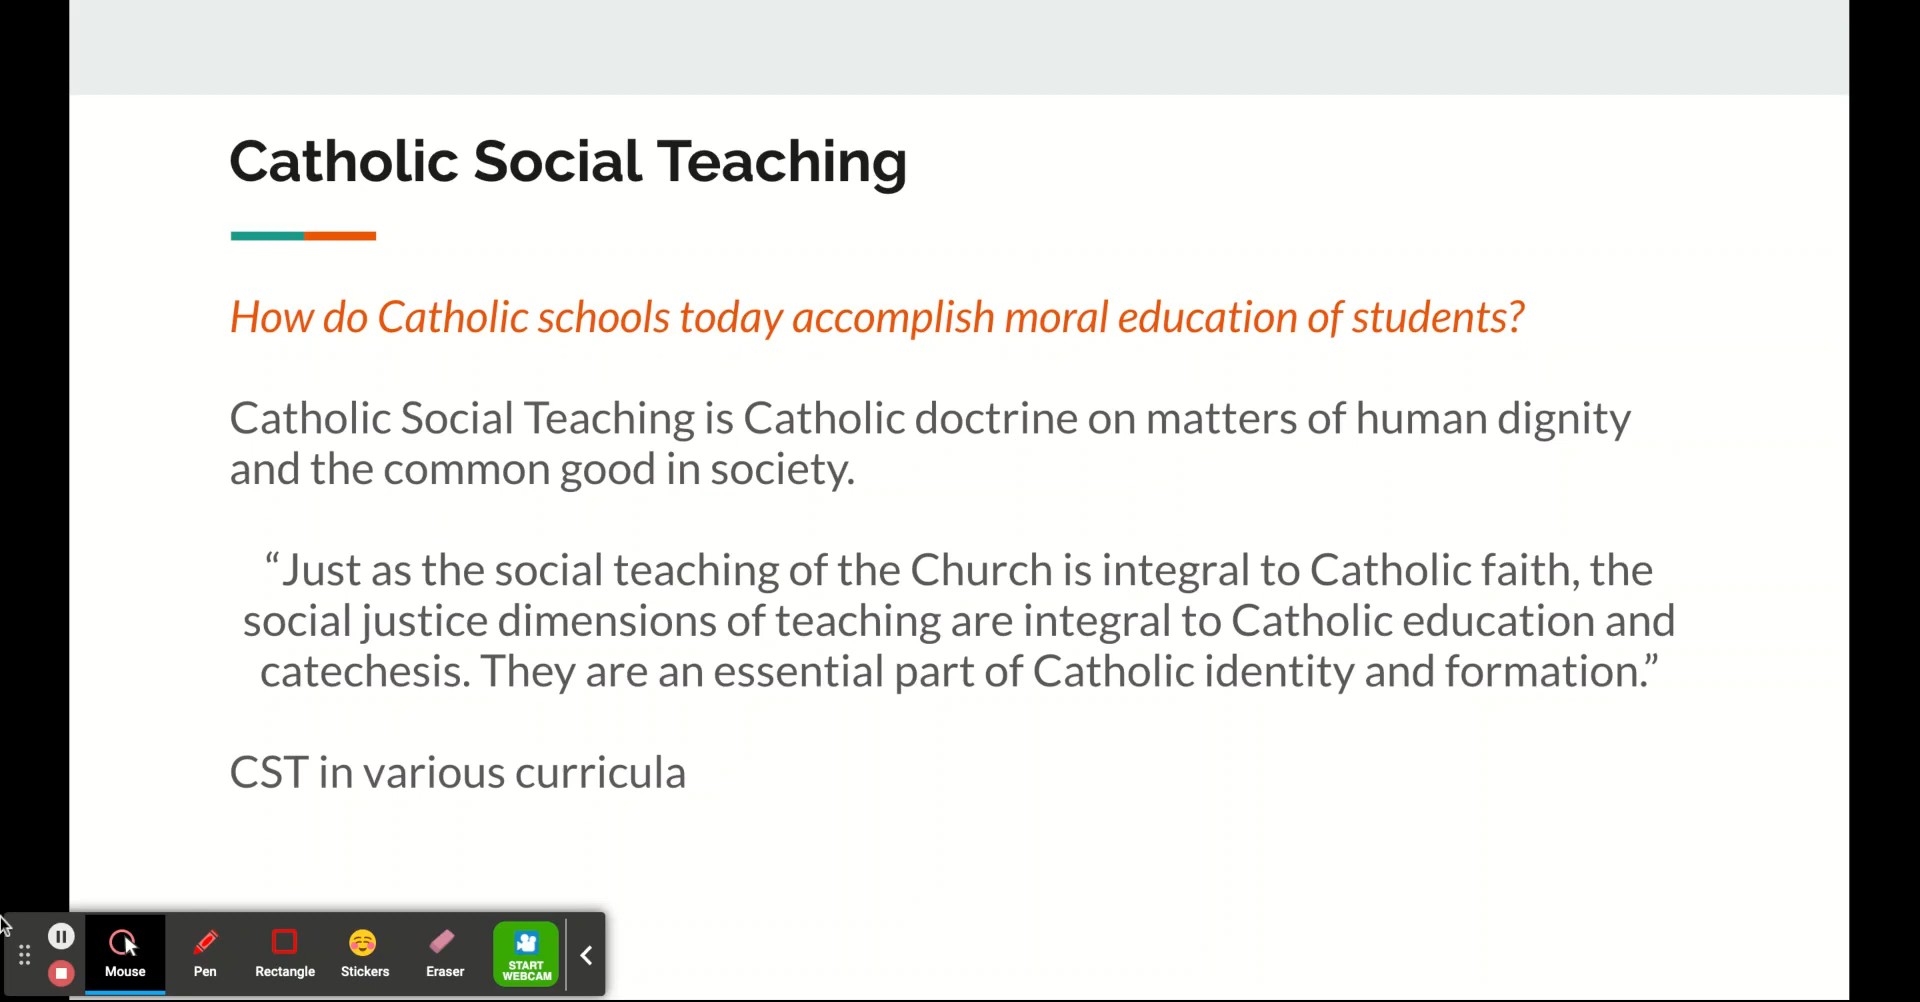 Catholic Social Teaching
How do Catholic schools today accomplish moral education of students?
Catholic Social Teaching is Catholic doctrine on matters of human dignity
and the common good in society.
“Just as the social teaching of the Church is integral to Catholic faith, the
social justice dimensions of teaching are integral to Catholic education and
catechesis. They are an essential part of Catholic identity and formation.”
CST in various curricula
Mouse
Pen
Rectangle
Stickers
Eraser
START
WEBCAM